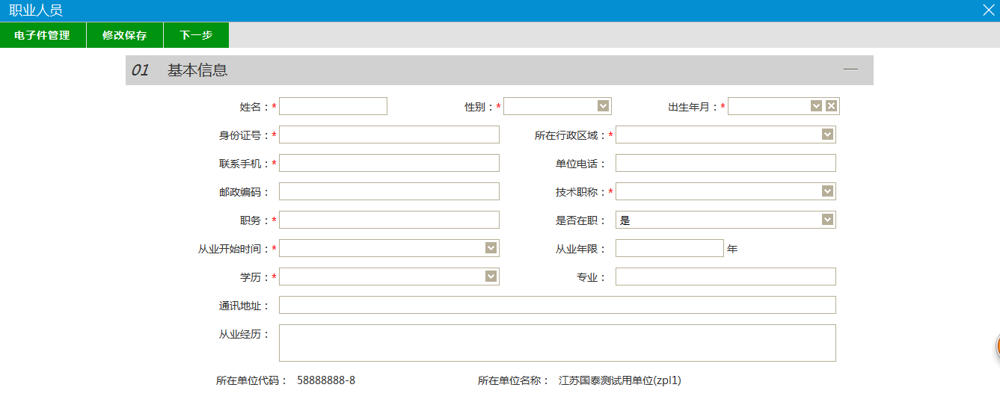 职业人员
电子件管理 修改保存 下一步
01 基本信息
姓名：* 性别：* 出生年月：*
身份证号：* 所在行政区域：*
联系手机：* 单位电话：
邮政编码： 技术职称：*
职务：* 是否在职： 是
从业开始时间：* 从业年限： 年
学历：* 专业：
通讯地址：
从业经历：
所在单位代码： 58888888-8 所在单位名称： 江苏国泰测试用单位(zpl1)